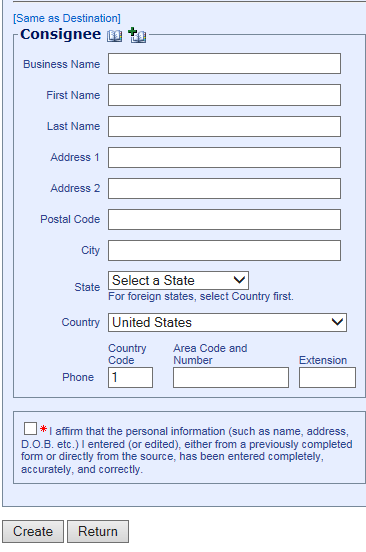 [Same as Destination]
Consignee
Business Name
First Name
Last Name
Address 1
Address 2
Postal Code
City
State Select a State
For foreign states, select Country first.
Country United States
Country Code Area Code and Number Extension
Phone 1
* I affirm that the personal information (such as name, address,
D.O.B. etc.) I entered (or edited), either from a previously completed
form or directly from the source, has been entered completely,
accurately, and correctly.
Create Return